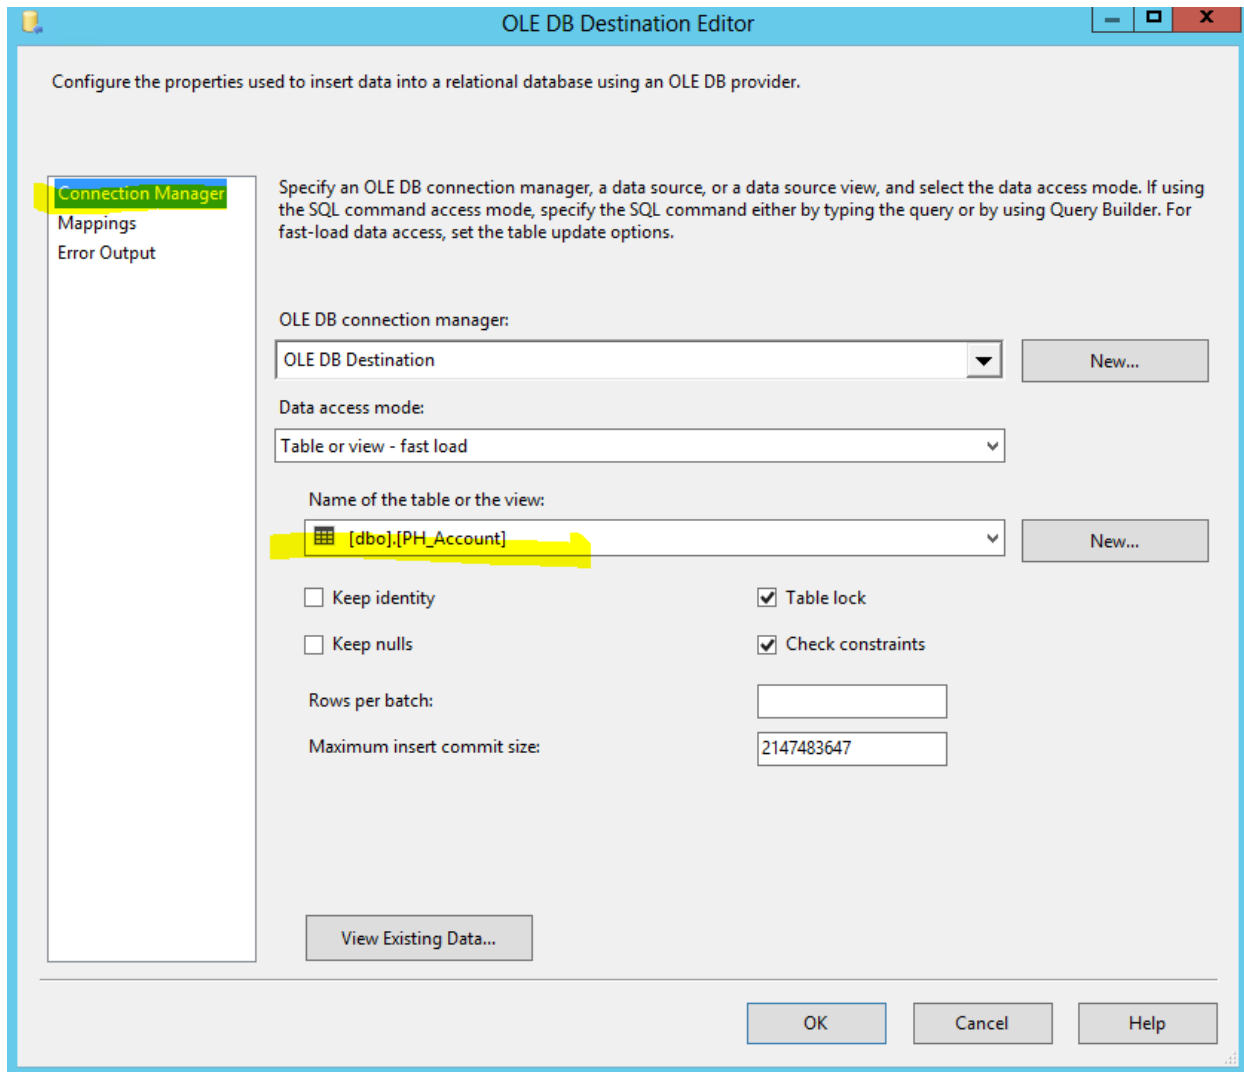 OLE DB Destination Editor
X
Configure the properties used to insert data into a relational database using an OLE DB provider.
Connection Manager
Mappings
Error Output
Specify an OLE DB connection manager, a data source, or a data source view, and select the data access mode. If using
the SQL command access mode, specify the SQL command either by typing the query or by using Query Builder. For
fast-load data access, set the table update options.
OLE DB connection manager:
OLE DB Destination
New...
Data access mode:
Table or view - fast load
Name of the table or the view:
[dbo].[PH_Account]
New...
Keep identity
Table lock
Keep nulls
Check constraints
Rows per batch:
Maximum insert commit size:
2147483647
View Existing Data...
OK
Cancel
Help